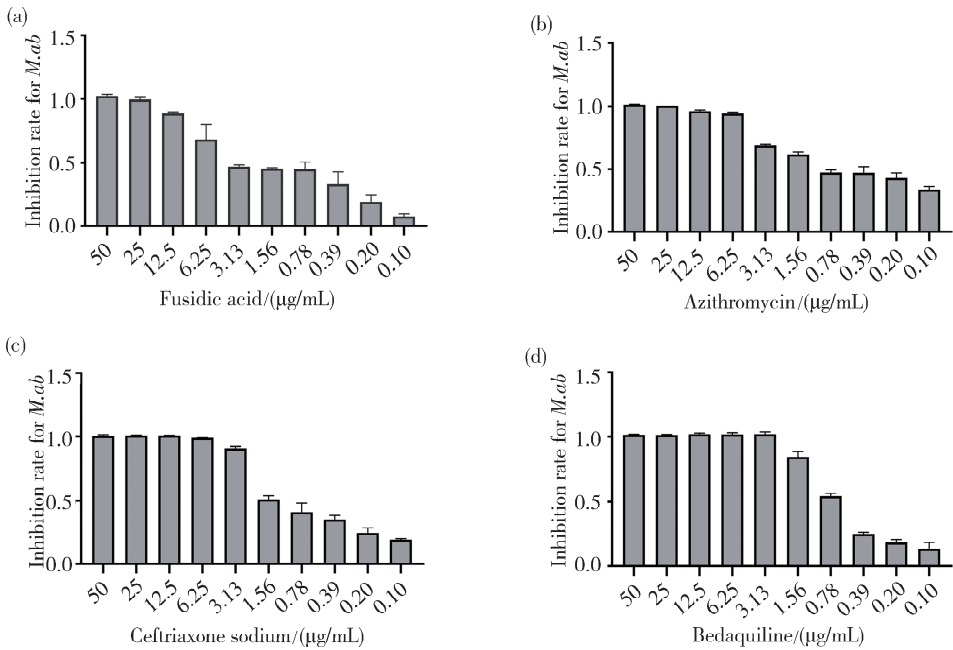 (a)
Inhibition rate for M.ab
1.5
1.0
0.5
0.0
50 25 12.5 6.25 3.13 1.56 0.78 0.39 0.20 0.10
Fusidic acid/(μg/mL)
(b)
Inhibition rate for M.ab
1.5
1.0
0.5
0.0
50 25 12.5 6.25 3.13 1.56 0.78 0.39 0.20 0.10
Azithromycin/(μg/mL)
(c)
Inhibition rate for M.ab
1.5
1.0
0.5
0.0
50 25 12.5 6.25 3.13 1.56 0.78 0.39 0.20 0.10
Ceftriaxone sodium/(μg/mL)
(d)
Inhibition rate for M.ab
1.5
1.0
0.5
0.0
50 25 12.5 6.25 3.13 1.56 0.78 0.39 0.20 0.10
Bedaquiline/(μg/mL)